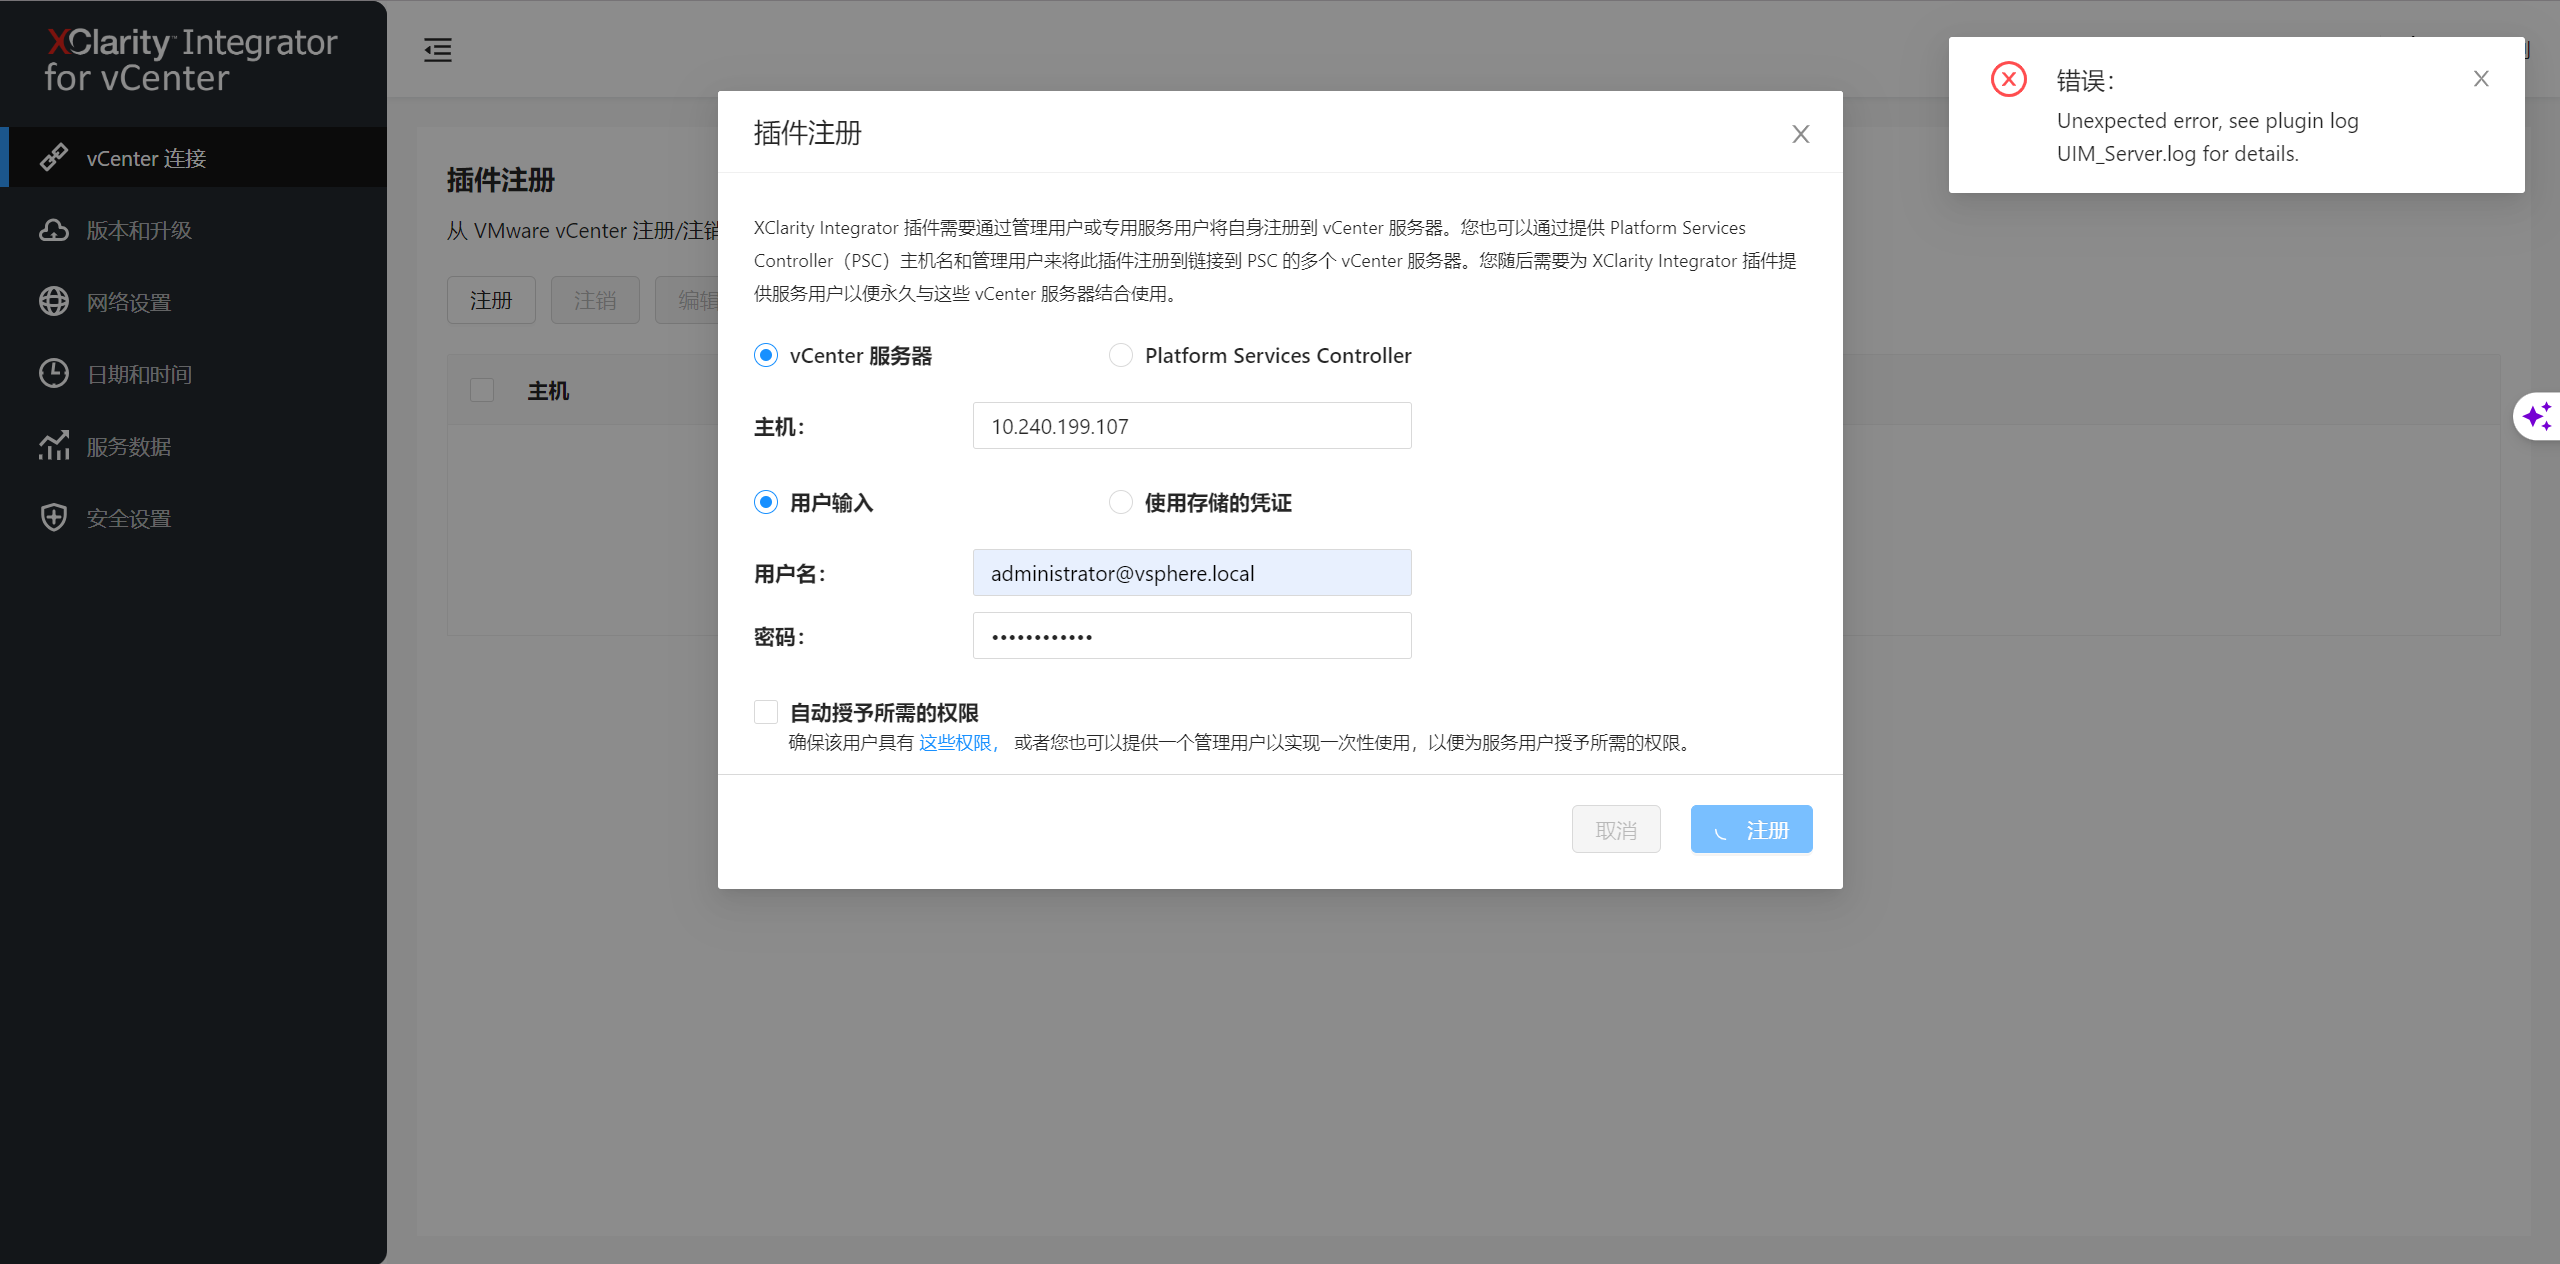 XClarity™ Integrator
for vCenter
vCenter 连接
版本和升级
网络设置
日期和时间
服务数据
安全设置
插件注册
从 VMware vCenter 注册/注销
注册
注销
编辑
主机
插件注册
XClarity Integrator 插件需要通过管理用户或专用服务用户将自身注册到 vCenter 服务器。您也可以通过提供 Platform Services
Controller（PSC）主机名和管理用户来将此插件注册到链接到 PSC 的多个 vCenter 服务器。您随后需要为 XClarity Integrator 插件提
供服务用户以便永久与这些 vCenter 服务器结合使用。
vCenter 服务器
Platform Services Controller
主机：
10.240.199.107
用户输入
使用存储的凭证
用户名：
administrator@vsphere.local
密码：
••••••••••••
自动授予所需的权限
确保该用户具有 这些权限， 或者您也可以提供一个管理用户以实现一次性使用，以便为服务用户授予所需的权限。
取消
注册
错误：
Unexpected error, see plugin log
UIM_Server.log for details.